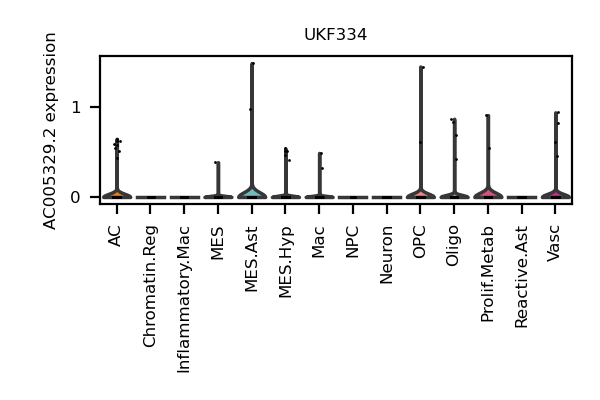 UKF334
AC005329.2 expression
1
0
AC
Chromatin.Reg
Inflammatory.Mac
MES
MES.Ast
MES.Hyp
Mac
NPC
Neuron
OPC
Oligo
Prolif.Metab
Reactive.Ast
Vasc